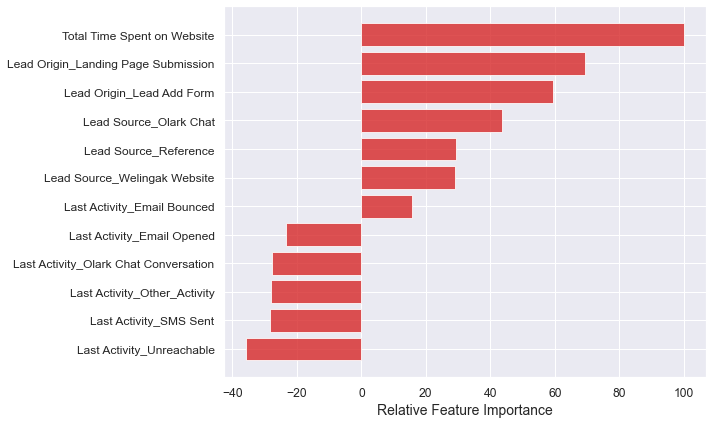 Total Time Spent on Website
Lead Origin_Landing Page Submission
Lead Origin_Lead Add Form
Lead Source_Olark Chat
Lead Source_Reference
Lead Source_Welingak Website
Last Activity_Email Bounced
Last Activity_Email Opened
Last Activity_Olark Chat Conversation
Last Activity_Other_Activity
Last Activity_SMS Sent
Last Activity_Unreachable
−40 −20 0 20 40 60 80 100
Relative Feature Importance